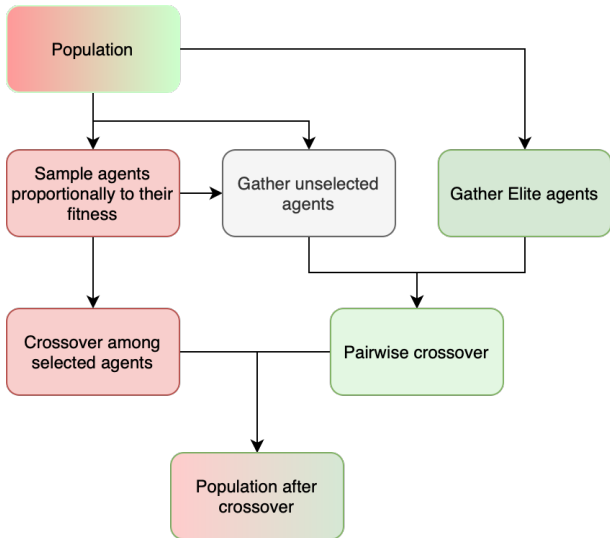 Population
Sample agents
proportionally to their
fitness
Gather unselected
agents
Gather Elite agents
Crossover among
selected agents
Pairwise crossover
Population after
crossover